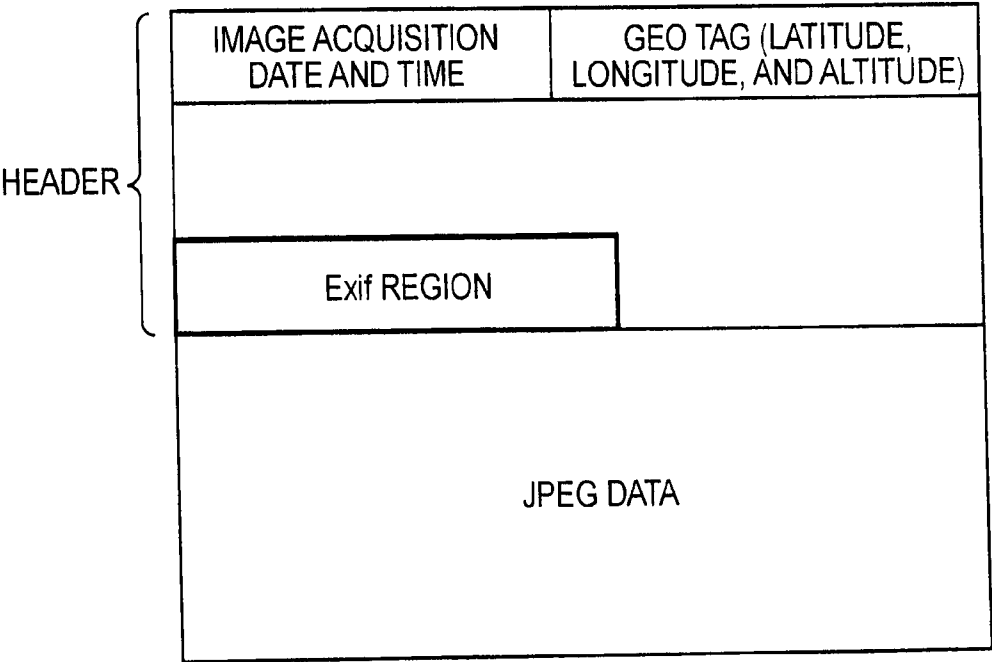 IMAGE ACQUISITION
DATE AND TIME
GEO TAG (LATITUDE,
LONGITUDE, AND ALTITUDE)
HEADER
Exif REGION
JPEG DATA